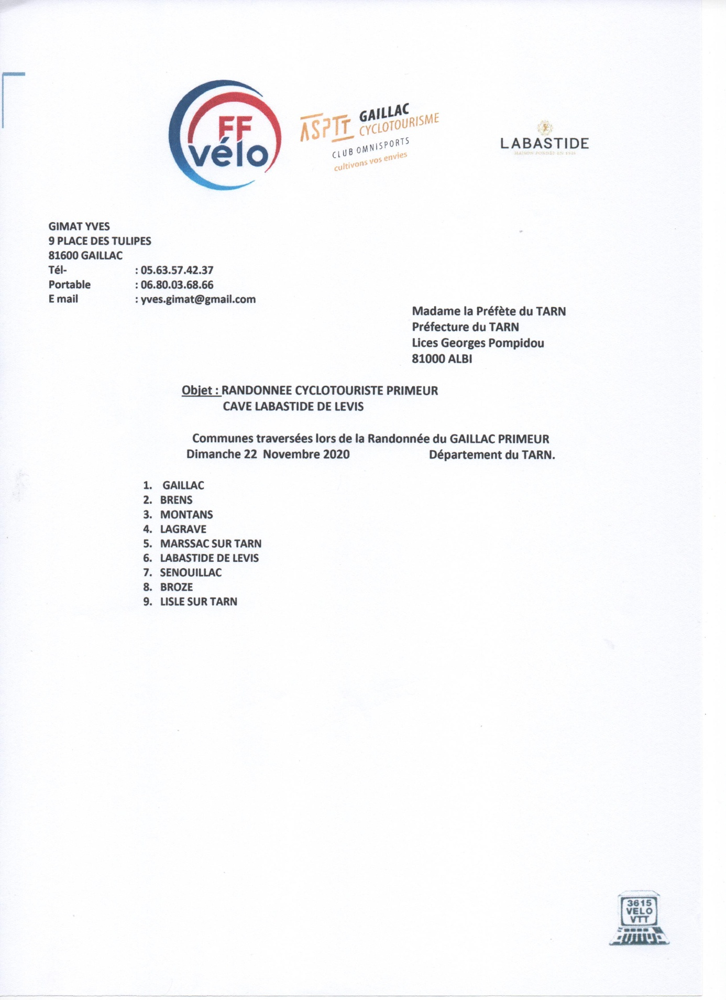 FF
vélo
ASPTT GAILLAC
CYCLOTOURISME
CLUB OMNISPORTS
cultivons vos envies
LABASTIDE
MAISON FONDÉE EN 1949
GIMAT YVES
9 PLACE DES TULIPES
81600 GAILLAC
Tél- : 05.63.57.42.37
Portable : 06.80.03.68.66
E mail : yves.gimat@gmail.com
Madame la Préfète du TARN
Préfecture du TARN
Lices Georges Pompidou
81000 ALBI
Objet : RANDONNEE CYCLOTOURISTE PRIMEUR
CAVE LABASTIDE DE LEVIS
Communes traversées lors de la Randonnée du GAILLAC PRIMEUR
Dimanche 22 Novembre 2020 Département du TARN.
1. GAILLAC
2. BRENS
3. MONTANS
4. LAGRAVE
5. MARSSAC SUR TARN
6. LABASTIDE DE LEVIS
7. SENOUILLAC
8. BROZE
9. LISLE SUR TARN
3615
VELO
VTT